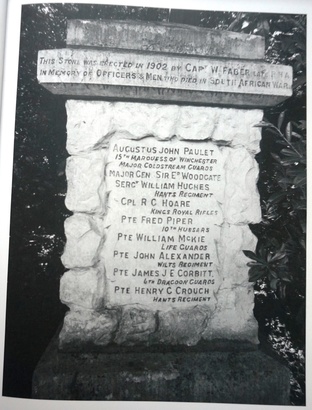 THIS STONE WAS ERECTED IN 1902 BY CAPT W. FAGER LATE R.M.A.
IN MEMORY OF OFFICERS & MEN WHO DIED IN SOUTH AFRICAN WAR
AUGUSTUS JOHN PAULET
15TH MARQUESS OF WINCHESTER
MAJOR COLDSTREAM GUARDS
MAJOR GEN SIR ED WOODGATE
SERGT WILLIAM HUGHES
HANTS REGIMENT
CPL R C HOARE
KINGS ROYAL RIFLES
PTE FRED PIPER
10TH HUSSARS
PTE WILLIAM MCKIE
LIFE GUARDS
PTE JOHN ALEXANDER
WILTS REGIMENT
PTE JAMES J E CORBITT,
6TH DRAGOON GUARDS
PTE HENRY C CROUCH
HANTS REGIMENT